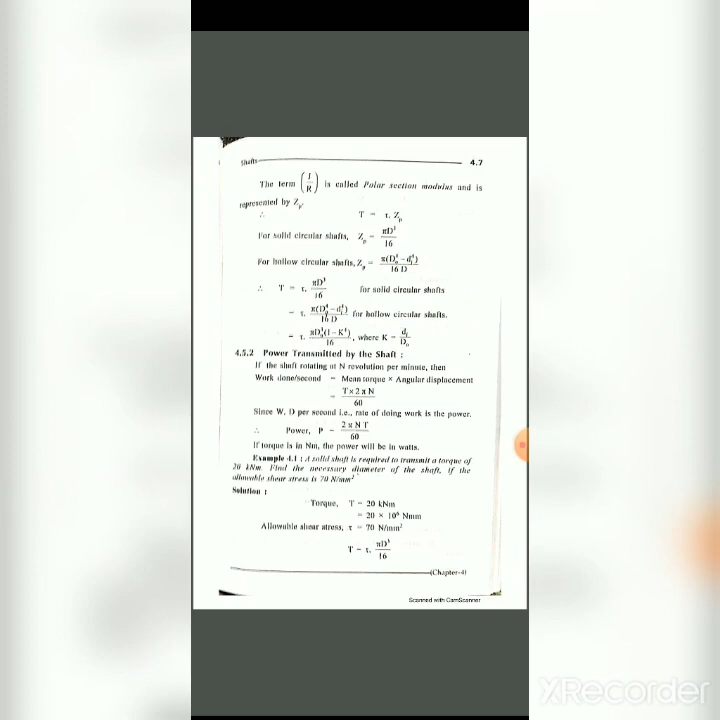 Shafts 4.7
The term (J/R) is called Polar section modulus and is
represented by Zp.
∴ T = τ. Zp
For solid circular shafts, Zp = πD³/16
For hollow circular shafts, Zp = π(Do⁴ – di⁴)/16 D
∴ T = τ. πD³/16 for solid circular shafts
= τ. π(Do⁴ – di⁴)/16 D for hollow circular shafts.
= τ. πDo³(1 – K⁴)/16, where K = di/Do
4.5.2 Power Transmitted by the Shaft :
If the shaft rotating at N revolution per minute, then
Work done/second = Mean torque × Angular displacement
= T × 2 π N/60
Since W. D per second i.e., rate of doing work is the power.
∴ Power, P = 2 π N T/60
If torque is in Nm, the power will be in watts.
Example 4.1 : A solid shaft is required to transmit a torque of
20 kNm. Find the necessary diameter of the shaft, if the
allowable shear stress is 70 N/mm²
Solution :
Torque, T = 20 kNm
= 20 × 10⁶ Nmm
Allowable shear stress, τ = 70 N/mm²
T = τ. πD³/16
(Chapter-4)
Scanned with CamScanner
XRecorder